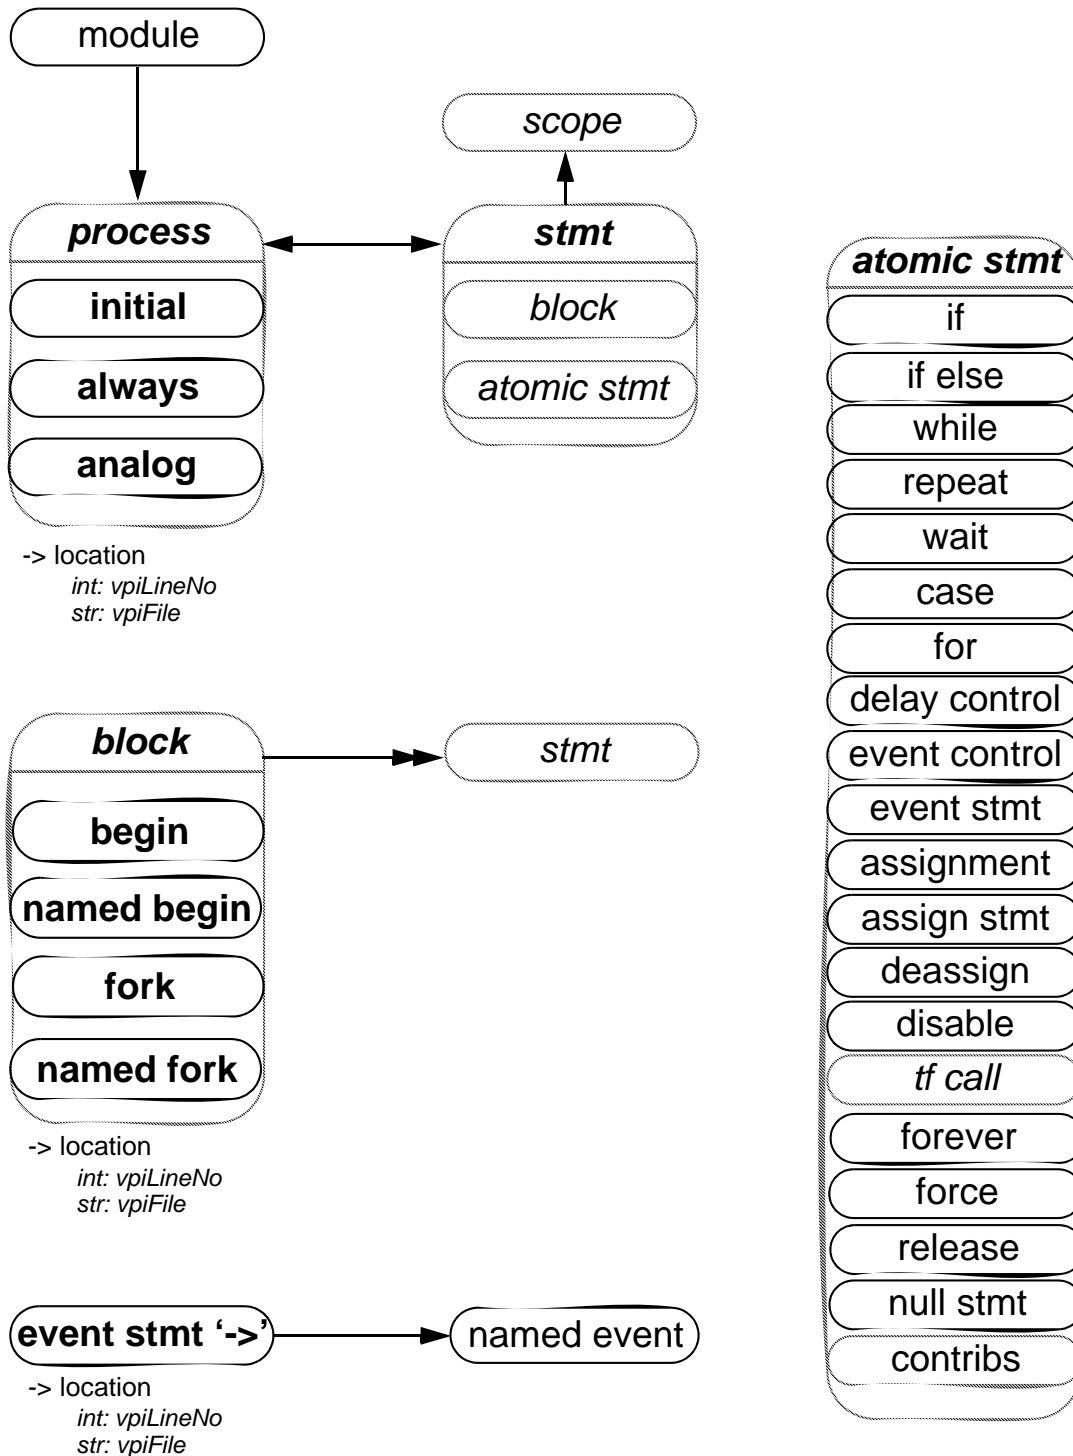 module
scope
process
initial
always
analog
-> location
int: vpiLineNo
str: vpiFile
stmt
block
atomic stmt
block
begin
named begin
fork
named fork
-> location
int: vpiLineNo
str: vpiFile
stmt
event stmt ‘->’
named event
-> location
int: vpiLineNo
str: vpiFile
atomic stmt
if
if else
while
repeat
wait
case
for
delay control
event control
event stmt
assignment
assign stmt
deassign
disable
tf call
forever
force
release
null stmt
contribs